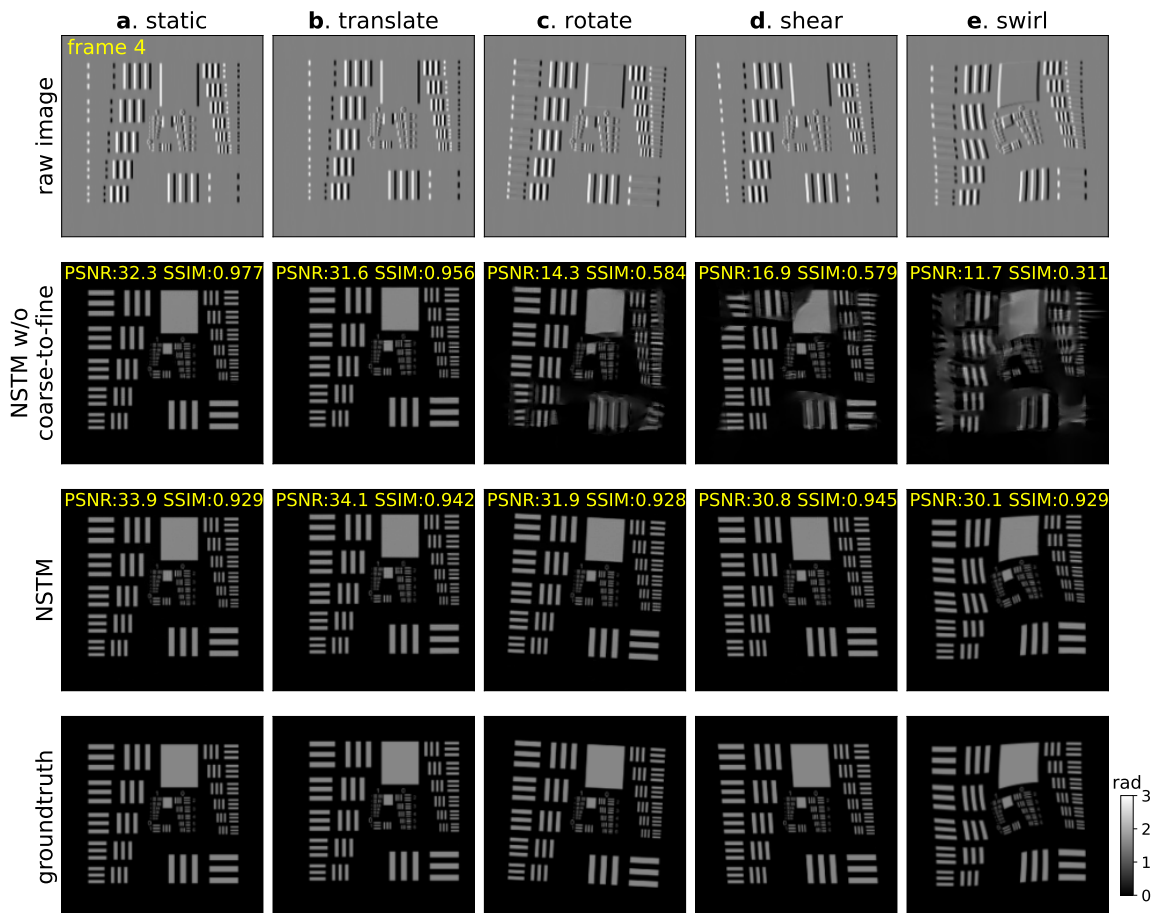 a. static
b. translate
c. rotate
d. shear
e. swirl
raw image
frame 4
NSTM w/o
coarse-to-fine
PSNR:32.3 SSIM:0.977
PSNR:31.6 SSIM:0.956
PSNR:14.3 SSIM:0.584
PSNR:16.9 SSIM:0.579
PSNR:11.7 SSIM:0.311
NSTM
PSNR:33.9 SSIM:0.929
PSNR:34.1 SSIM:0.942
PSNR:31.9 SSIM:0.928
PSNR:30.8 SSIM:0.945
PSNR:30.1 SSIM:0.929
groundtruth
rad
3
2
1
0